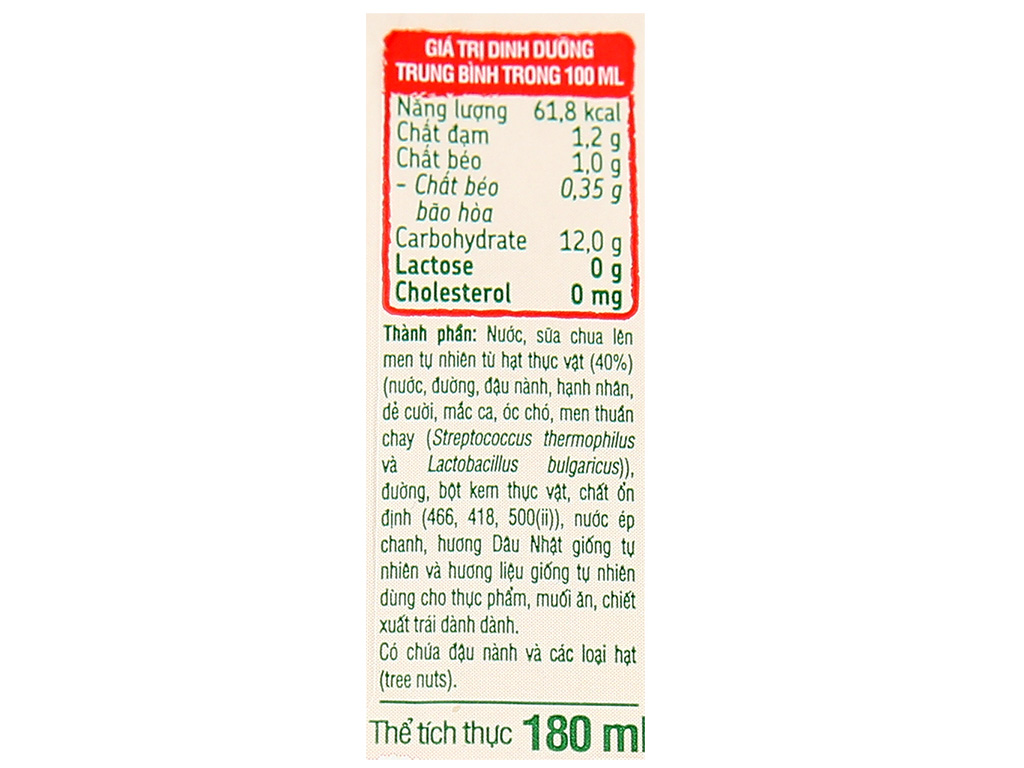 GIÁ TRỊ DINH DƯỠNG
TRUNG BÌNH TRONG 100 ML
Năng lượng 61,8 kcal
Chất đạm 1,2 g
Chất béo 1,0 g
- Chất béo 0,35 g
bão hòa
Carbohydrate 12,0 g
Lactose 0 g
Cholesterol 0 mg
Thành phần: Nước, sữa chua lên
men tự nhiên từ hạt thực vật (40%)
(nước, đường, đậu nành, hạnh nhân,
dẻ cười, mắc ca, óc chó, men thuần
chay (Streptococcus thermophilus
và Lactobacillus bulgaricus)),
đường, bột kem thực vật, chất ổn
định (466, 418, 500(ii)), nước ép
chanh, hương Dâu Nhật giống tự
nhiên và hương liệu giống tự nhiên
dùng cho thực phẩm, muối ăn, chiết
xuất trái dành dành.
Có chứa đậu nành và các loại hạt
(tree nuts).
Thể tích thực 180 ml